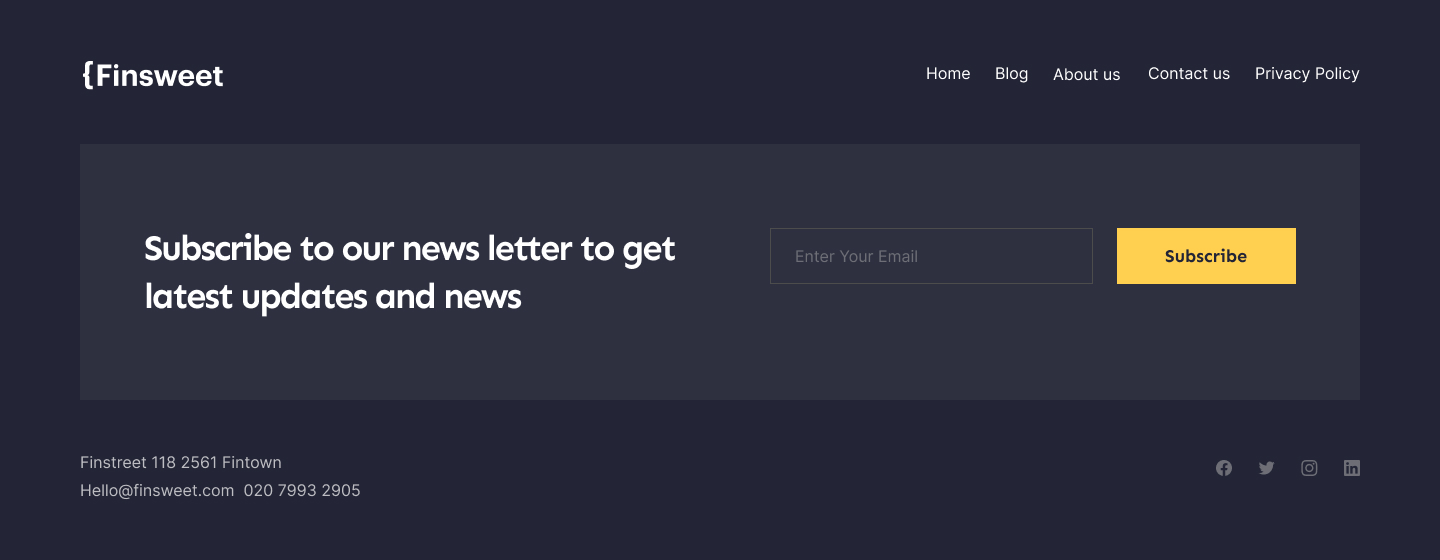 {Finsweet
Home Blog About us Contact us Privacy Policy
Subscribe to our news letter to get
latest updates and news
Enter Your Email
Subscribe
Finstreet 118 2561 Fintown
Hello@finsweet.com 020 7993 2905